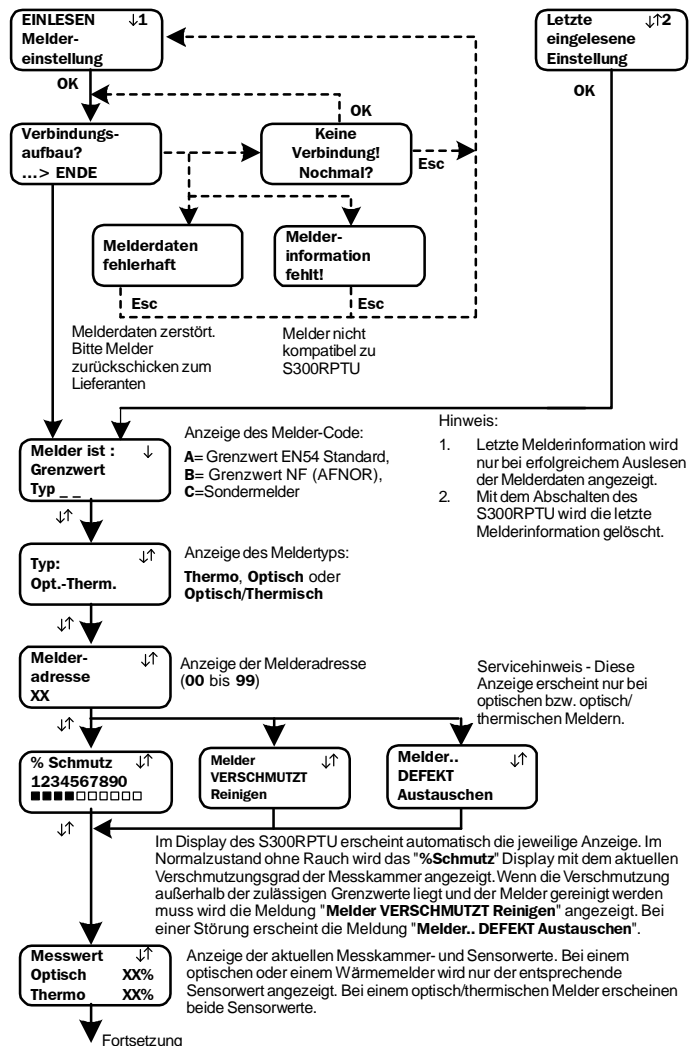 EINLESEN ↓1
Melder-
einstellung
Letzte ↓↑2
eingelesene
Einstellung
OK
OK
OK
Verbindungs-
aufbau?
...> ENDE
Keine
Verbindung!
Nochmal?
Esc
Melderdaten
fehlerhaft
Melder-
information
fehlt!
Esc
Esc
Melderdaten zerstört.
Bitte Melder
zurückschicken zum
Lieferanten
Melder nicht
kompatibel zu
S300RPTU
Melder ist : ↓
Grenzwert
Typ _ _
↓↑
Anzeige des Melder-Code:
A= Grenzwert EN54 Standard,
B= Grenzwert NF (AFNOR),
C=Sondermelder
Hinweis:
1. Letzte Melderinformation wird
nur bei erfolgreichem Auslesen
der Melderdaten angezeigt.
2. Mit dem Abschalten des
S300RPTU wird die letzte
Melderinformation gelöscht.
Typ: ↓↑
Opt.-Therm.
↓↑
Anzeige des Meldertyps:
Thermo, Optisch oder
Optisch/Thermisch
Melder- ↓↑
adresse
XX
↓↑
Anzeige der Melderadresse
(00 bis 99)
Servicehinweis - Diese
Anzeige erscheint nur bei
optischen bzw. optisch/
thermischen Meldern.
% Schmutz ↓↑
1234567890
■■■■□□□□□□
↓↑
Melder ↓↑
VERSCHMUTZT
Reinigen
Melder.. ↓↑
DEFEKT
Austauschen
Im Display des S300RPTU erscheint automatisch die jeweilige Anzeige. Im
Normalzustand ohne Rauch wird das "%Schmutz" Display mit dem aktuellen
Verschmutzungsgrad der Messkammer angezeigt. Wenn die Verschmutzung
außerhalb der zulässigen Grenzwerte liegt und der Melder gereinigt werden
muss wird die Meldung "Melder VERSCHMUTZT Reinigen" angezeigt. Bei
einer Störung erscheint die Meldung "Melder.. DEFEKT Austauschen".
Messwert ↓↑
Optisch XX%
Thermo XX%
Anzeige der aktuellen Messkammer- und Sensorwerte. Bei einem
optischen oder einem Wärmemelder wird nur der entsprechende
Sensorwert angezeigt. Bei einem optisch/thermischen Melder erscheinen
beide Sensorwerte.
Fortsetzung